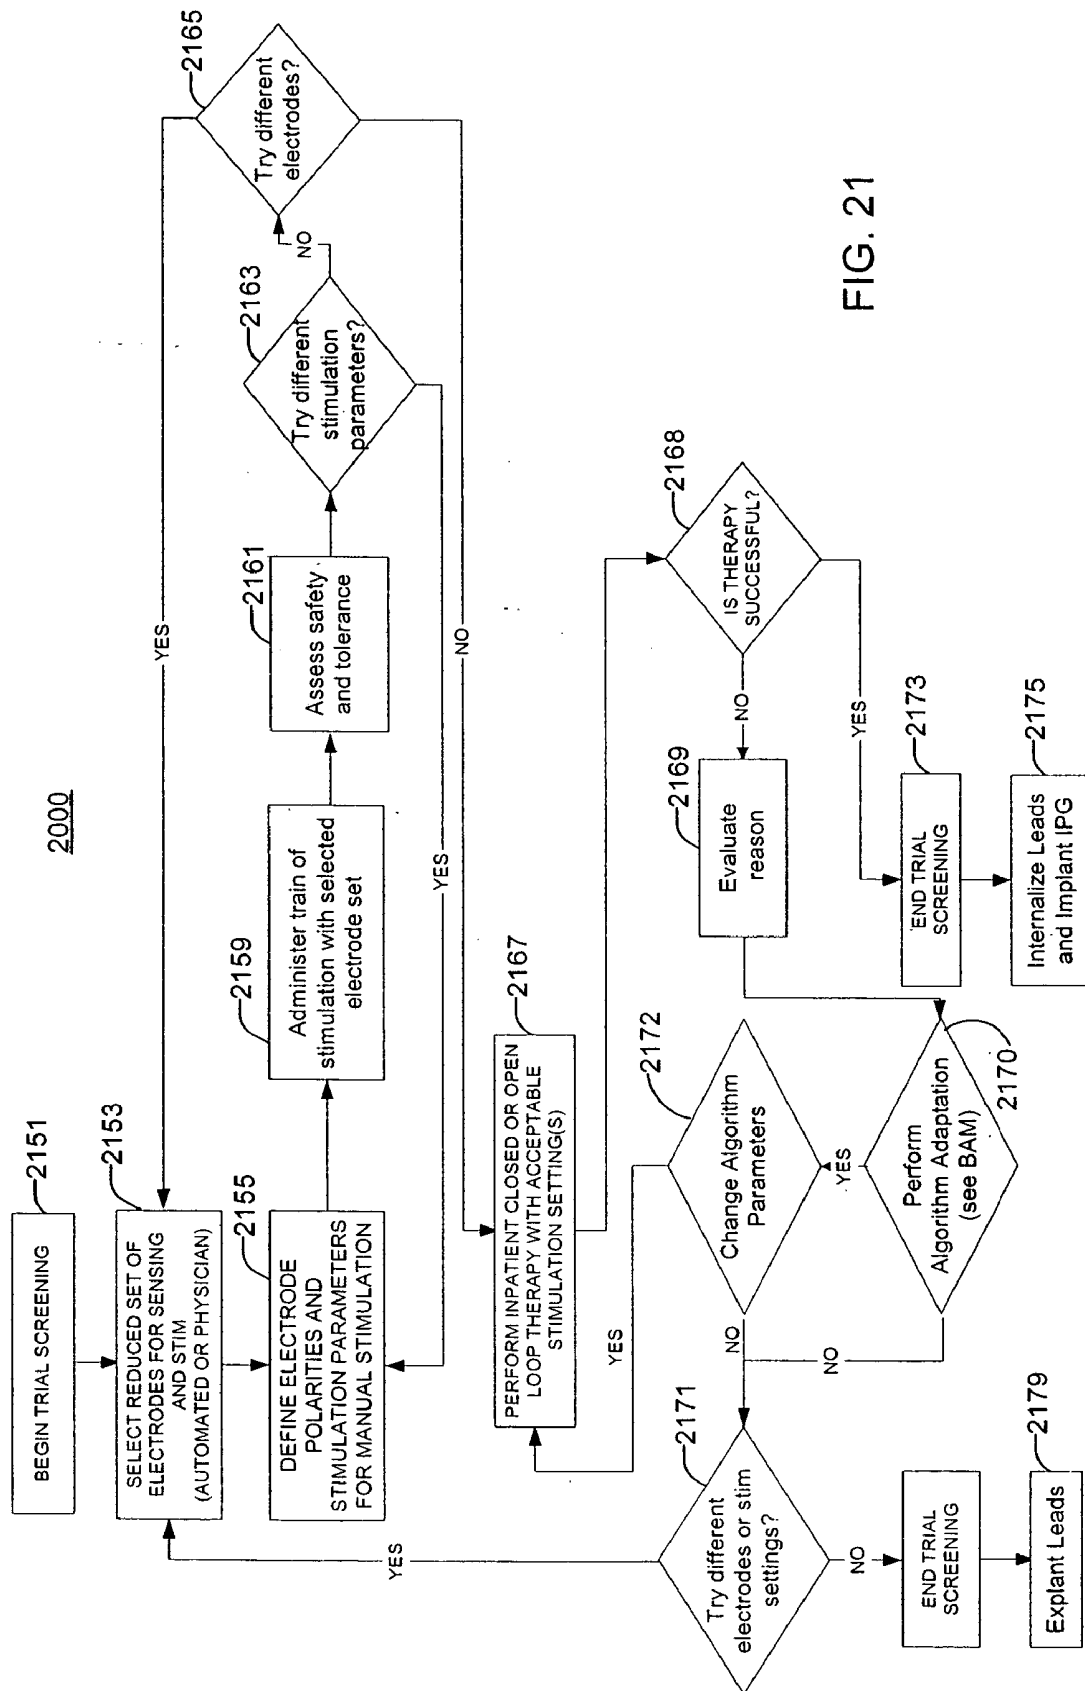 2000
2151
BEGIN TRIAL SCREENING
2153
SELECT REDUCED SET OF
ELECTRODES FOR SENSING
AND STIM
(AUTOMATED OR PHYSICIAN)
2155
DEFINE ELECTRODE
POLARITIES AND
STIMULATION PARAMETERS
FOR MANUAL STIMULATION
2159
Administer train of
stimulation with selected
electrode set
2161
Assess safety
and tolerance
2163
Try different
stimulation
parameters?
NO
YES
2165
Try different
electrodes?
YES
NO
2167
PERFORM INPATIENT CLOSED OR OPEN
LOOP THERAPY WITH ACCEPTABLE
STIMULATION SETTING(S)
2168
IS THERAPY
SUCCESSFUL?
NO
YES
2169
Evaluate
reason
2170
Perform
Algorithm Adaptation
(see BAM)
YES
NO
2172
Change Algorithm
Parameters
YES
NO
2171
Try different
electrodes or stim
settings?
YES
NO
END TRIAL
SCREENING
2179
Explant Leads
2173
END TRIAL
SCREENING
2175
Internalize Leads
and Implant IPG
FIG. 21